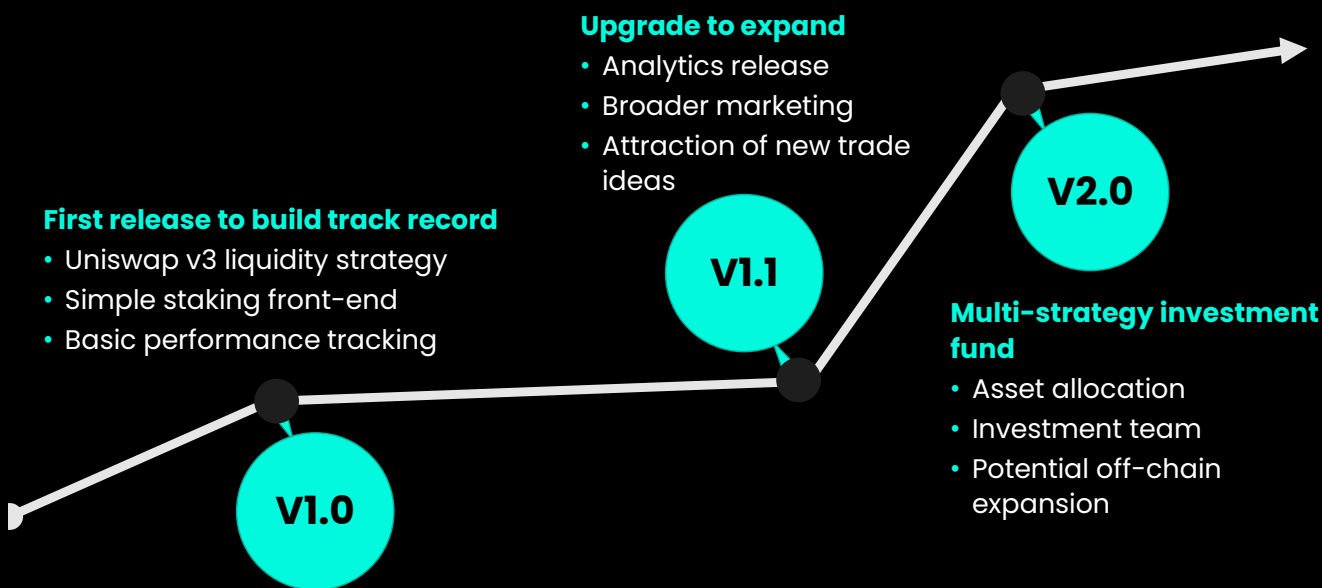 First release to build track record
• Uniswap v3 liquidity strategy
• Simple staking front-end
• Basic performance tracking
V1.0
Upgrade to expand
• Analytics release
• Broader marketing
• Attraction of new trade
ideas
V1.1
V2.0
Multi-strategy investment
fund
• Asset allocation
• Investment team
• Potential off-chain
expansion